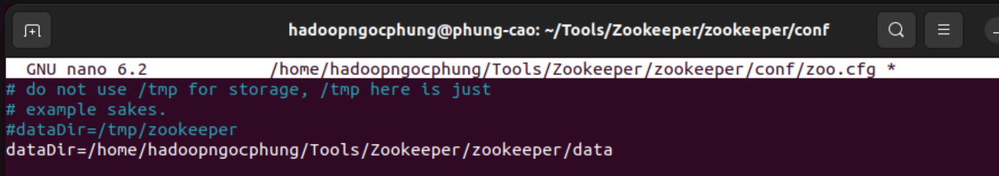 hadoopngocphung@phung-cao: ~/Tools/Zookeeper/zookeeper/conf
GNU nano 6.2 /home/hadoopngocphung/Tools/Zookeeper/zookeeper/conf/zoo.cfg *
# do not use /tmp for storage, /tmp here is just
# example sakes.
#dataDir=/tmp/zookeeper
dataDir=/home/hadoopngocphung/Tools/Zookeeper/zookeeper/data